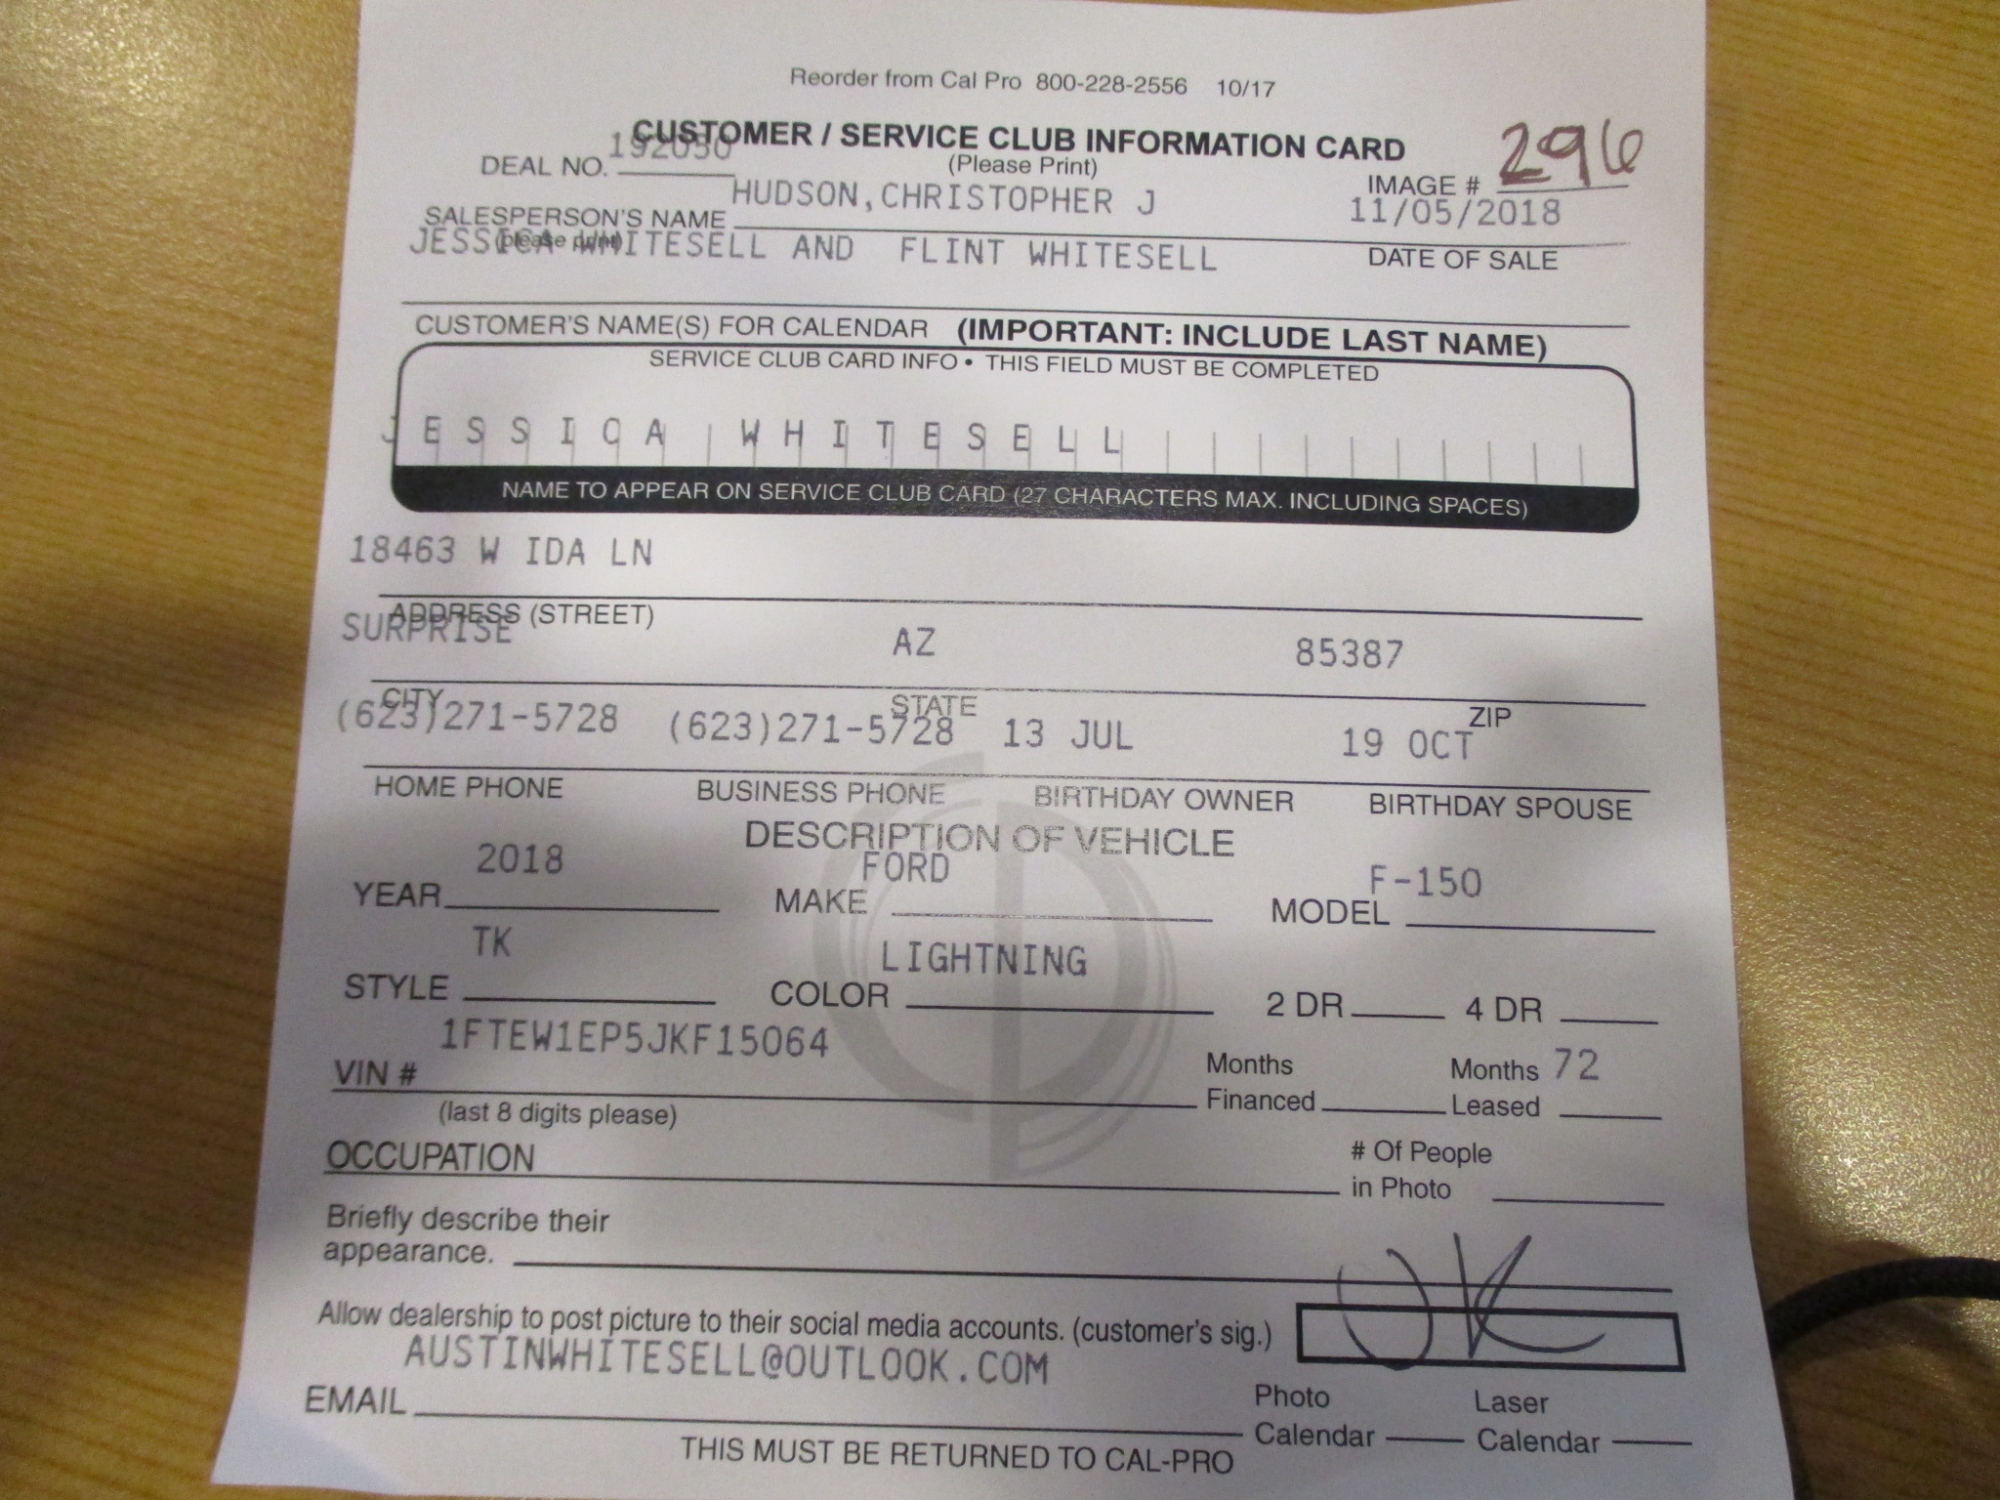 Reorder from Cal Pro 800-228-2556 10/17
CUSTOMER / SERVICE CLUB INFORMATION CARD
DEAL NO. 192050 (Please Print) IMAGE # 296
SALESPERSON'S NAME HUDSON,CHRISTOPHER J 11/05/2018
(please print) DATE OF SALE
JESSICA WHITESELL AND FLINT WHITESELL
CUSTOMER'S NAME(S) FOR CALENDAR (IMPORTANT: INCLUDE LAST NAME)
SERVICE CLUB CARD INFO • THIS FIELD MUST BE COMPLETED
JESSICA WHITESELL
NAME TO APPEAR ON SERVICE CLUB CARD (27 CHARACTERS MAX. INCLUDING SPACES)
18463 W IDA LN
ADDRESS (STREET)
SURPRISE AZ 85387
CITY STATE ZIP
(623)271-5728 (623)271-5728 13 JUL 19 OCT
HOME PHONE BUSINESS PHONE BIRTHDAY OWNER BIRTHDAY SPOUSE
DESCRIPTION OF VEHICLE
YEAR 2018 MAKE FORD MODEL F-150
STYLE TK COLOR LIGHTNING 2 DR 4 DR
VIN # 1FTEW1EP5JKF15064 Months Financed Months Leased 72
(last 8 digits please)
OCCUPATION # Of People in Photo
Briefly describe their
appearance.
Allow dealership to post picture to their social media accounts. (customer's sig.)
AUSTINWHITESELL@OUTLOOK.COM
EMAIL Photo Calendar Laser Calendar
THIS MUST BE RETURNED TO CAL-PRO